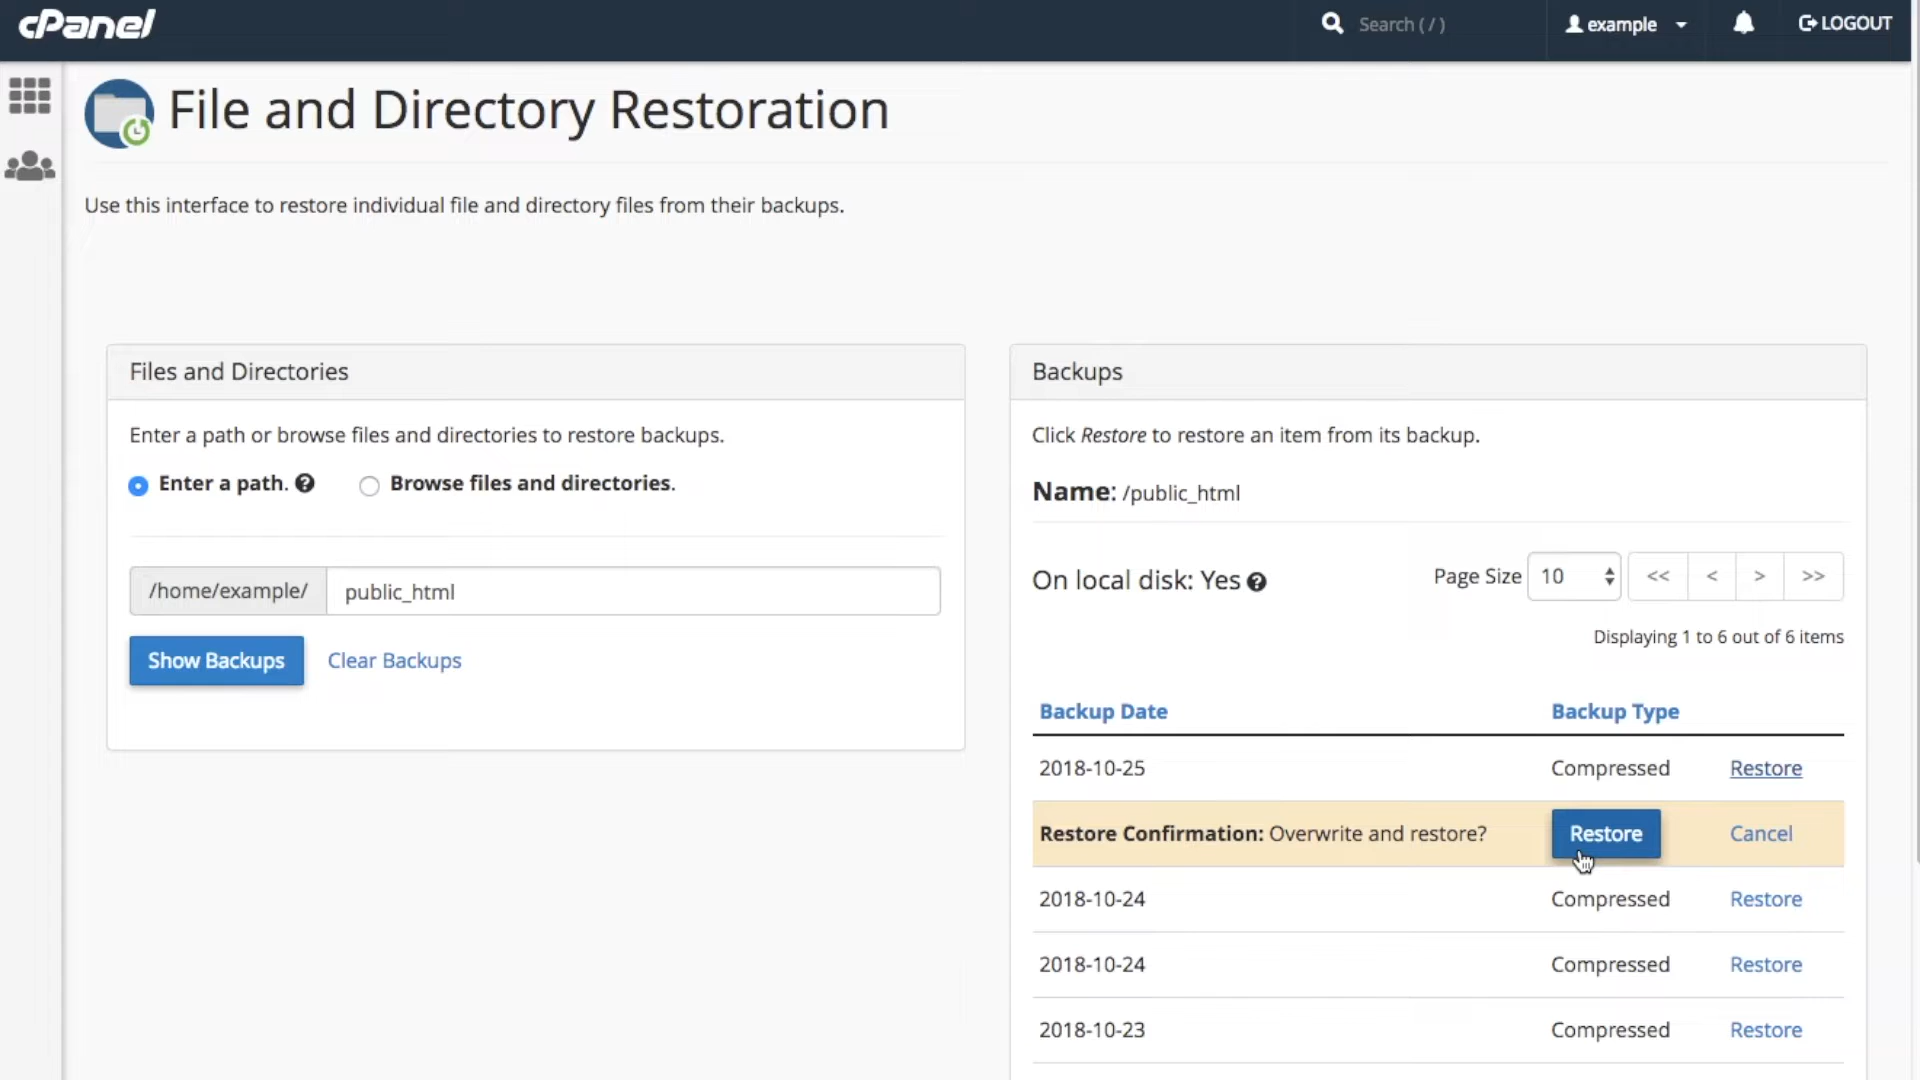 cPanel
Search ( / )
example
LOGOUT
File and Directory Restoration
Use this interface to restore individual file and directory files from their backups.
Files and Directories
Enter a path or browse files and directories to restore backups.
Enter a path.
Browse files and directories.
/home/example/
public_html
Show Backups
Clear Backups
Backups
Click Restore to restore an item from its backup.
Name: /public_html
On local disk: Yes
Page Size
10
<<
<
>
>>
Displaying 1 to 6 out of 6 items
Backup Date
Backup Type
2018-10-25
Compressed
Restore
Restore Confirmation: Overwrite and restore?
Restore
Cancel
2018-10-24
Compressed
Restore
2018-10-24
Compressed
Restore
2018-10-23
Compressed
Restore